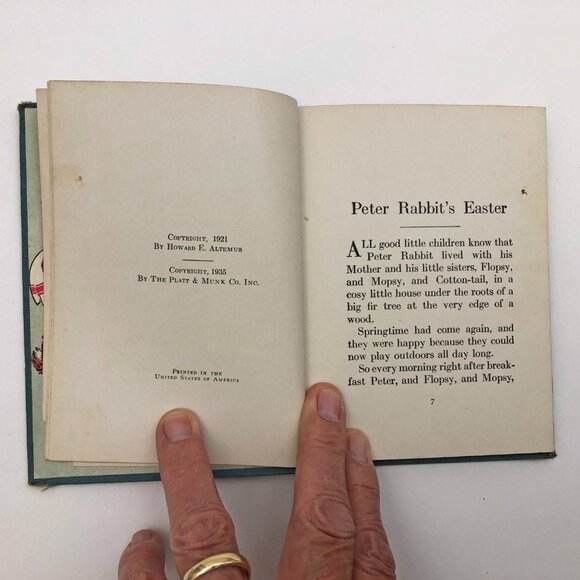 COPYRIGHT, 1921
BY HOWARD E. ALTEMUS
COPYRIGHT, 1935
BY THE PLATT & MUNK CO. INC.
PRINTED IN THE
UNITED STATES OF AMERICA
Peter Rabbit's Easter
ALL good little children know that
Peter Rabbit lived with his
Mother and his little sisters, Flopsy,
and Mopsy, and Cotton-tail, in a
cosy little house under the roots of a
big fir tree at the very edge of a
wood.
Springtime had come again, and
they were happy because they could
now play outdoors all day long.
So every morning right after break-
fast Peter, and Flopsy, and Mopsy,
7